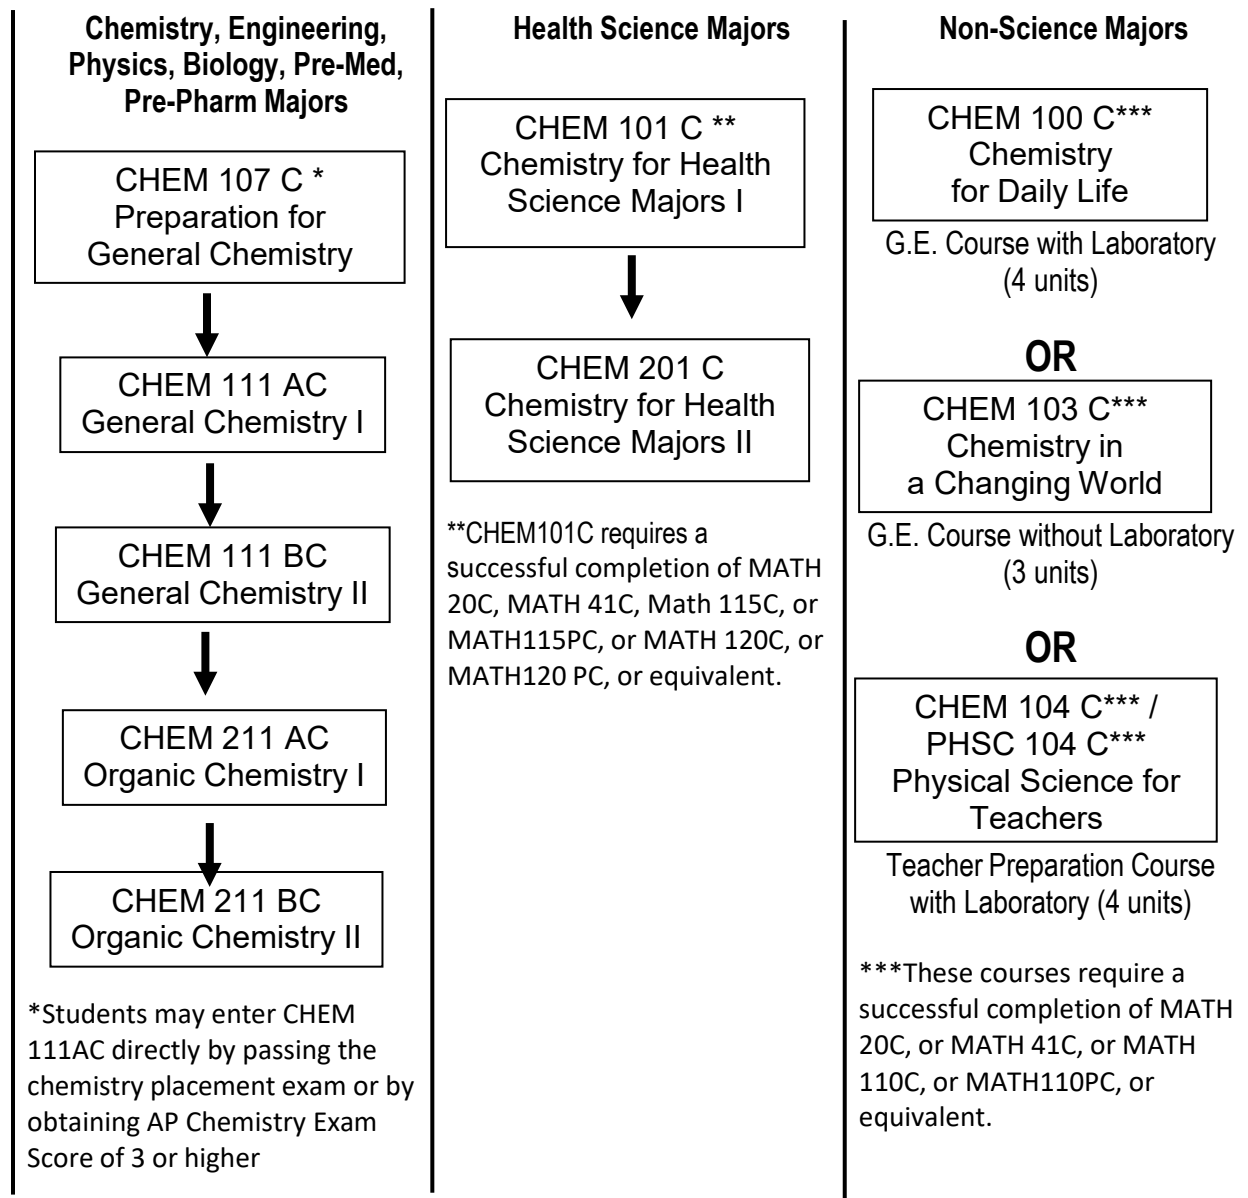 Chemistry, Engineering,
Physics, Biology, Pre-Med,
Pre-Pharm Majors
CHEM 107 C *
Preparation for
General Chemistry
CHEM 111 AC
General Chemistry I
CHEM 111 BC
General Chemistry II
CHEM 211 AC
Organic Chemistry I
CHEM 211 BC
Organic Chemistry II
*Students may enter CHEM
111AC directly by passing the
chemistry placement exam or by
obtaining AP Chemistry Exam
Score of 3 or higher
Health Science Majors
CHEM 101 C **
Chemistry for Health
Science Majors I
CHEM 201 C
Chemistry for Health
Science Majors II
**CHEM101C requires a
successful completion of MATH
20C, MATH 41C, Math 115C, or
MATH115PC, or MATH 120C, or
MATH120 PC, or equivalent.
Non-Science Majors
CHEM 100 C***
Chemistry
for Daily Life
G.E. Course with Laboratory
(4 units)
OR
CHEM 103 C***
Chemistry in
a Changing World
G.E. Course without Laboratory
(3 units)
OR
CHEM 104 C*** /
PHSC 104 C***
Physical Science for
Teachers
Teacher Preparation Course
with Laboratory (4 units)
***These courses require a
successful completion of MATH
20C, or MATH 41C, or MATH
110C, or MATH110PC, or
equivalent.